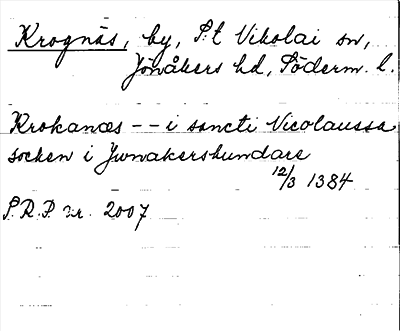 Krognäs, by, S:t Nikolai sn,
Jönåkers hd, Söderm. l.
Krokanæs -- i sancti Nicolaussa
socken i Jwnakershundare
12/3 1384
S.R.P. nr. 2007